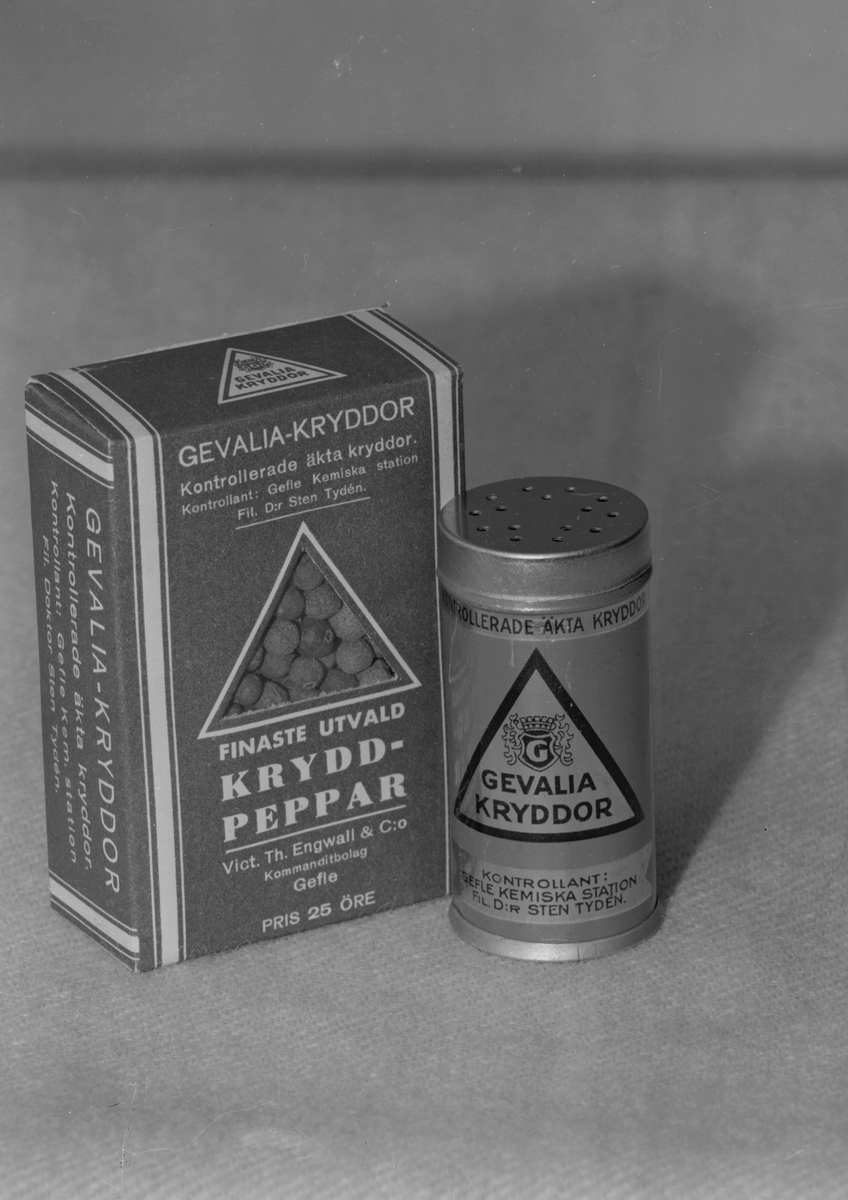 GEVALIA
KRYDDOR
GEVALIA-KRYDDOR
Kontrollerade äkta kryddor.
Kontrollant: Gefle Kemiska station
Fil. D:r Sten Tydén.
FINASTE UTVALD
KRYDD-
PEPPAR
Vict. Th. Engwall & C:o
Kommanditbolag
Gefle
PRIS 25 ÖRE
GEVALIA-KRYDDOR
Kontrollerade äkta kryddor.
Kontrollant: Gefle Kem. station
Fil. Doktor Sten Tydén.
KONTROLLERADE ÄKTA KRYDDOR
G
GEVALIA
KRYDDOR
KONTROLLANT:
GEFLE KEMISKA STATION
FIL. D:R STEN TYDÉN.